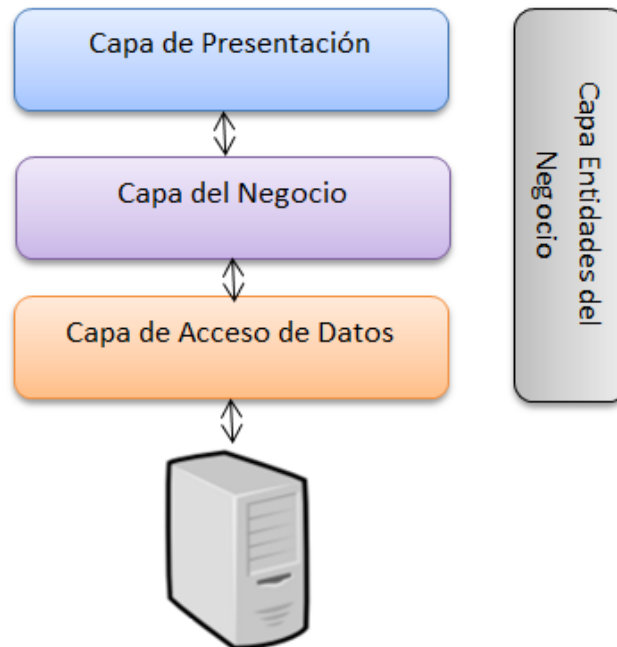 Capa de Presentación
Capa del Negocio
Capa de Acceso de Datos
Capa Entidades del
Negocio